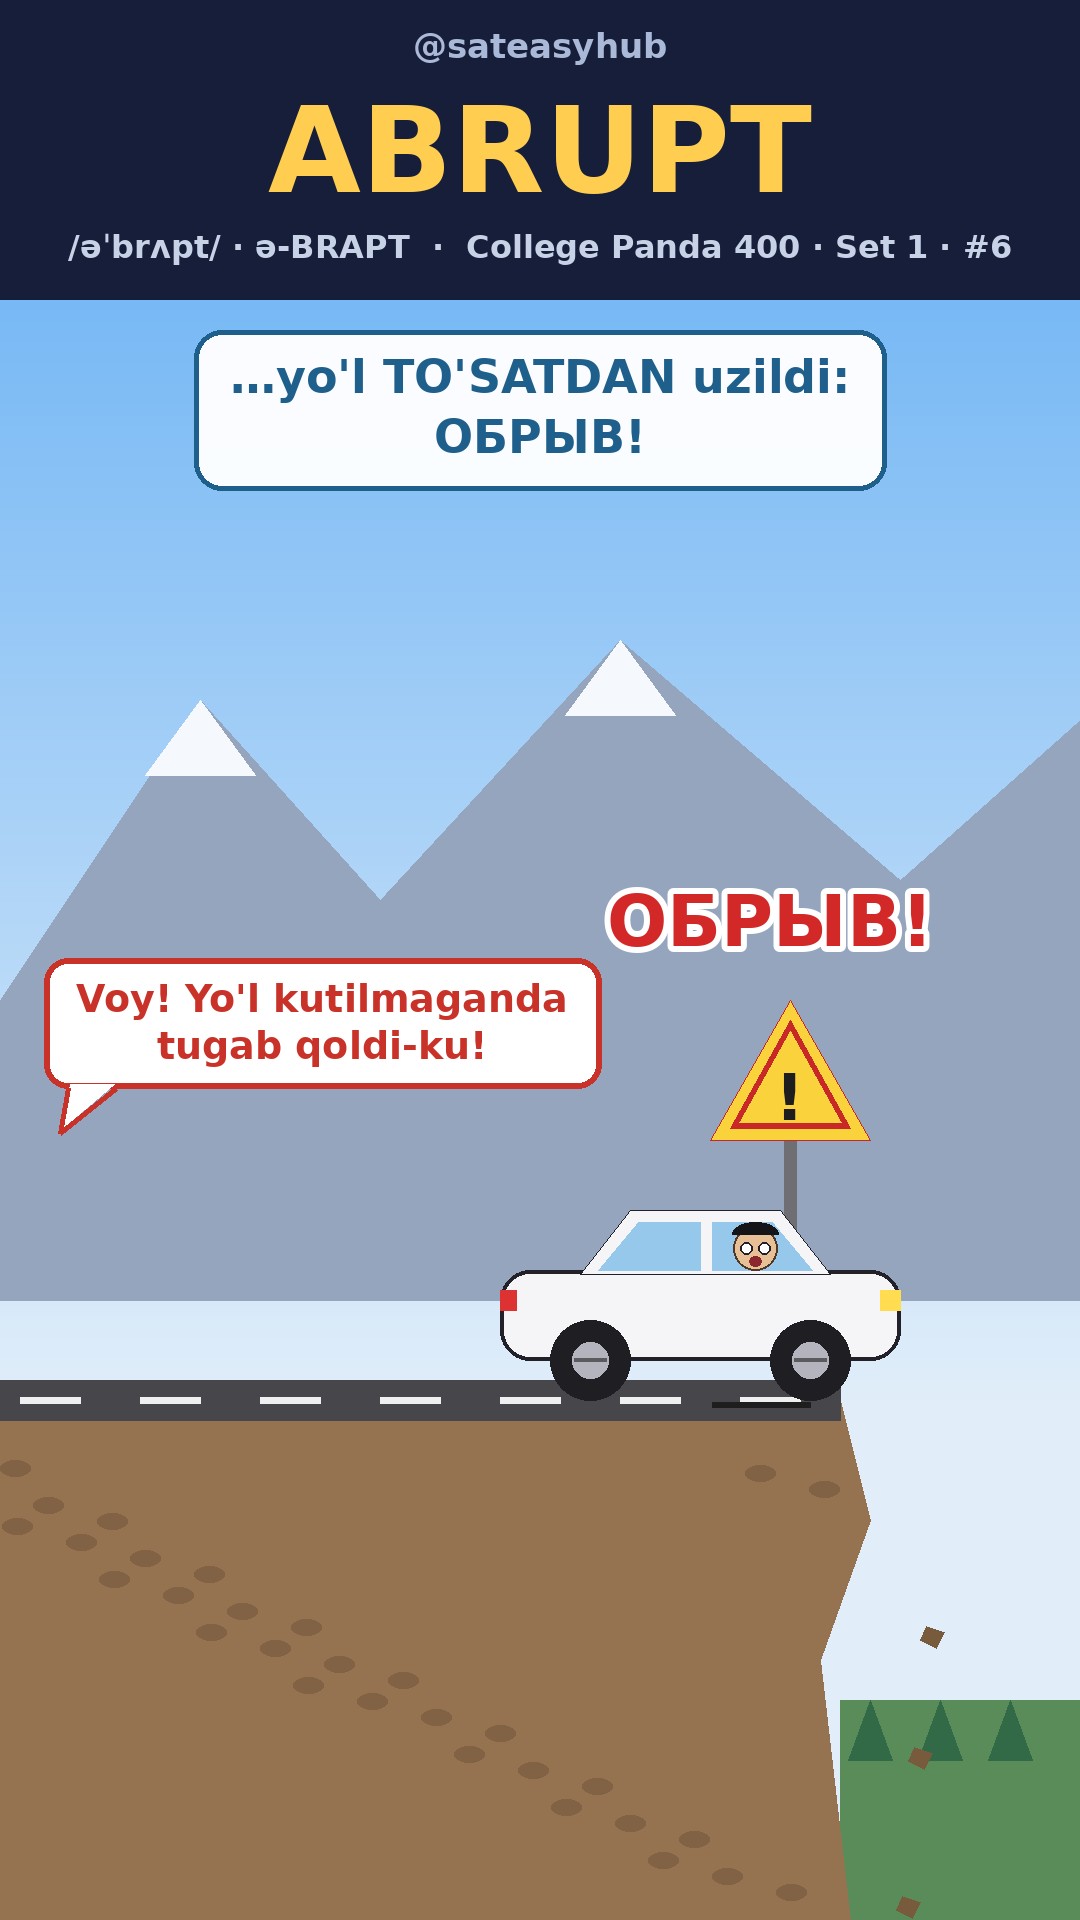 @sateasyhub
ABRUPT
/əˈbrʌpt/ · ə-BRAPT · College Panda 400 · Set 1 · #6
...yo'l TO'SATDAN uzildi:
ОБРЫВ!
ОБРЫВ!
Voy! Yo'l kutilmaganda
tugab qoldi-ku!
!